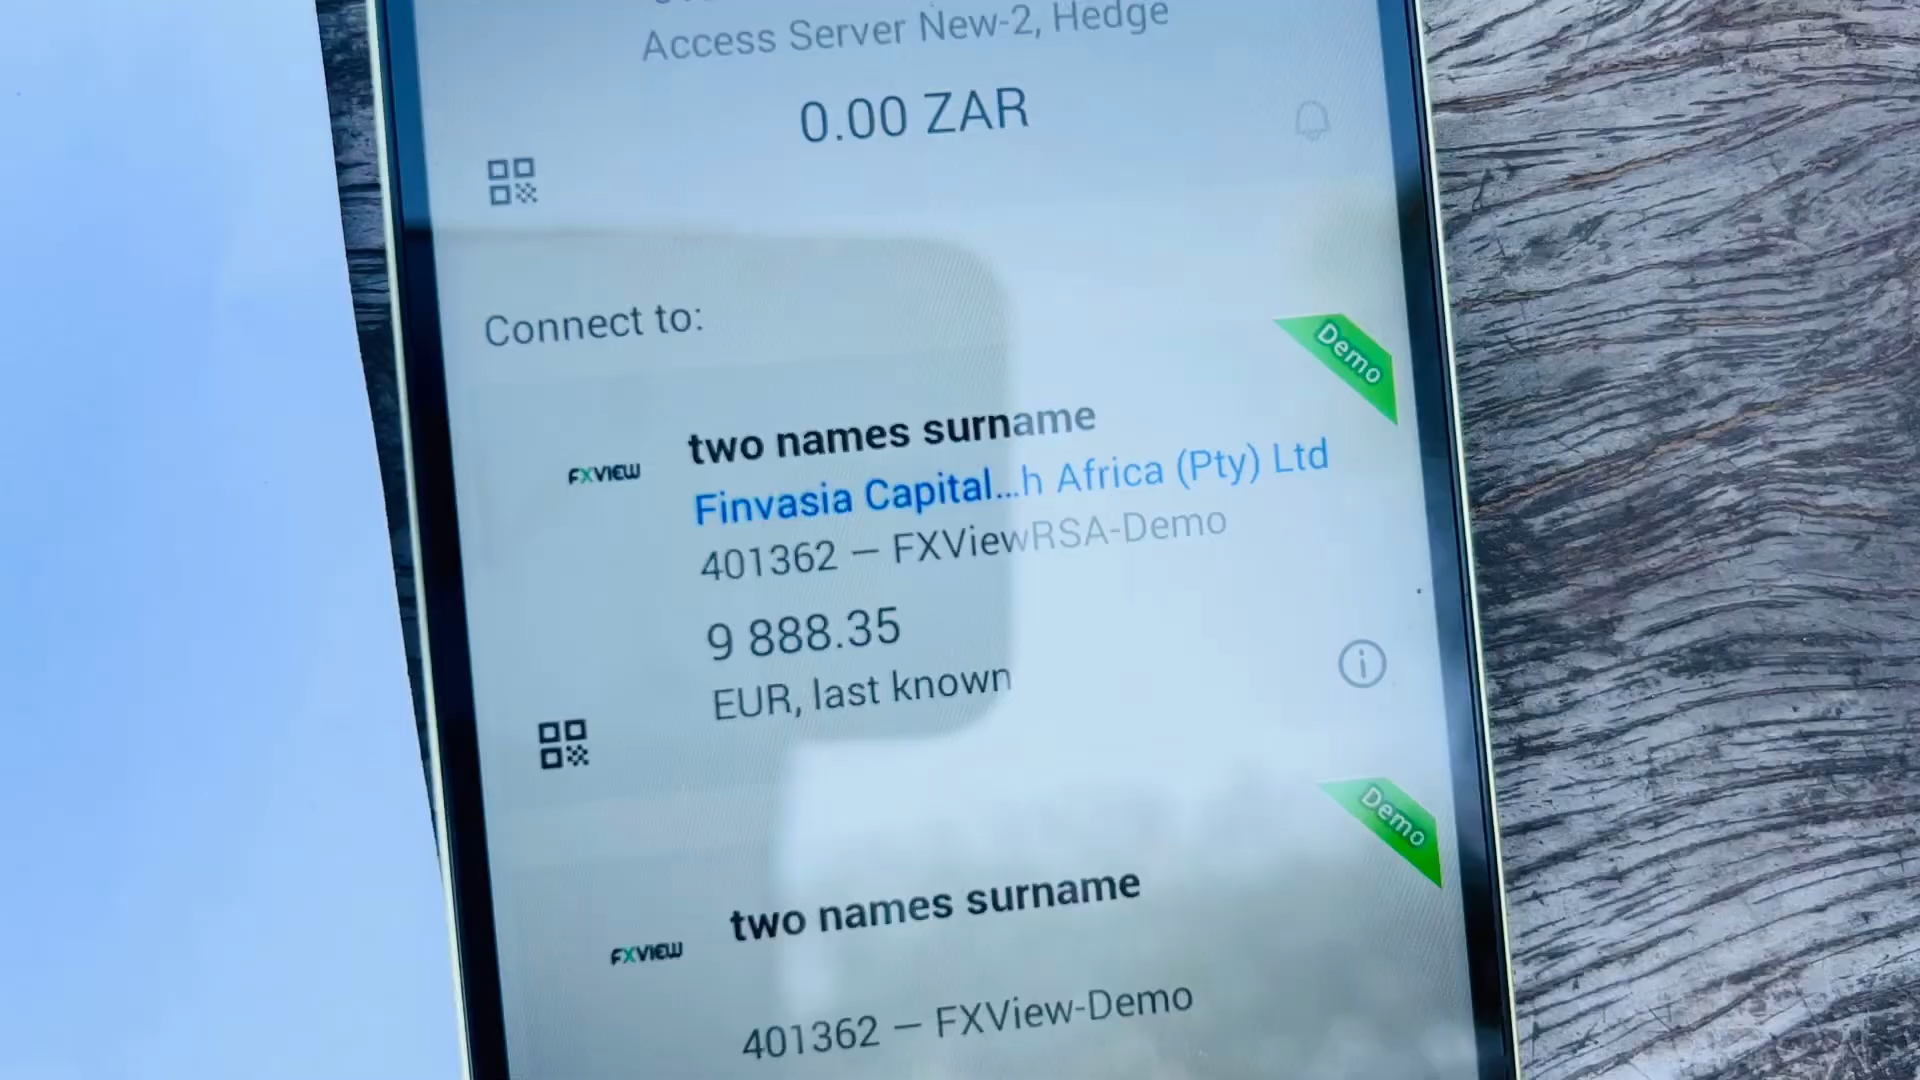 Access Server New-2, Hedge
0.00 ZAR
Connect to:
Demo
two names surname
FXVIEW
Finvasia Capital...h Africa (Pty) Ltd
401362 – FXViewRSA-Demo
9 888.35
EUR, last known
Demo
two names surname
FXVIEW
401362 – FXView-Demo